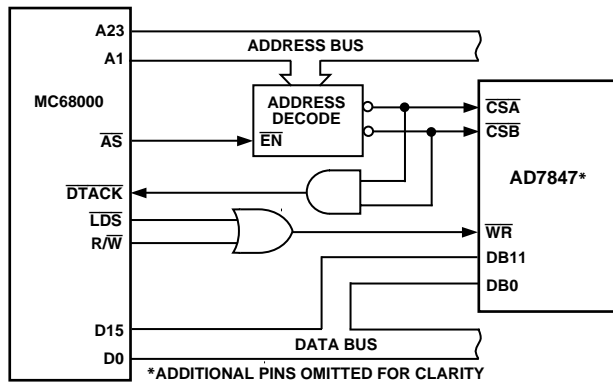 A23
ADDRESS BUS
A1
MC68000
ADDRESS DECODE
CSA
AS
EN
CSB
AD7847*
DTACK
LDS
R/W
WR
DB11
DB0
D15
DATA BUS
D0
*ADDITIONAL PINS OMITTED FOR CLARITY